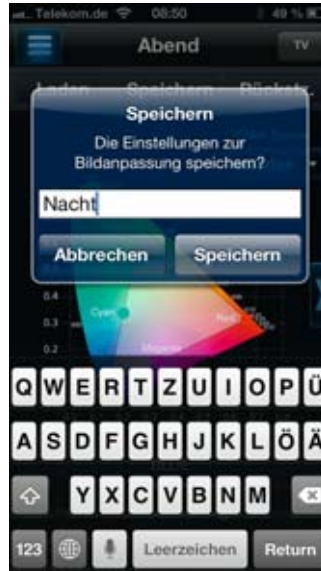 Telekom.de 08:50 49 %
Abend
TV
Laden Speichern Rückstz.
Speichern
Die Einstellungen zur
Bildanpassung speichern?
Nacht
Abbrechen Speichern
0.4
Cyan
0.3
Red
0.2
Magenta
Q W E R T Z U I O P Ü
A S D F G H J K L Ö Ä
Y X C V B N M
123 Leerzeichen Return